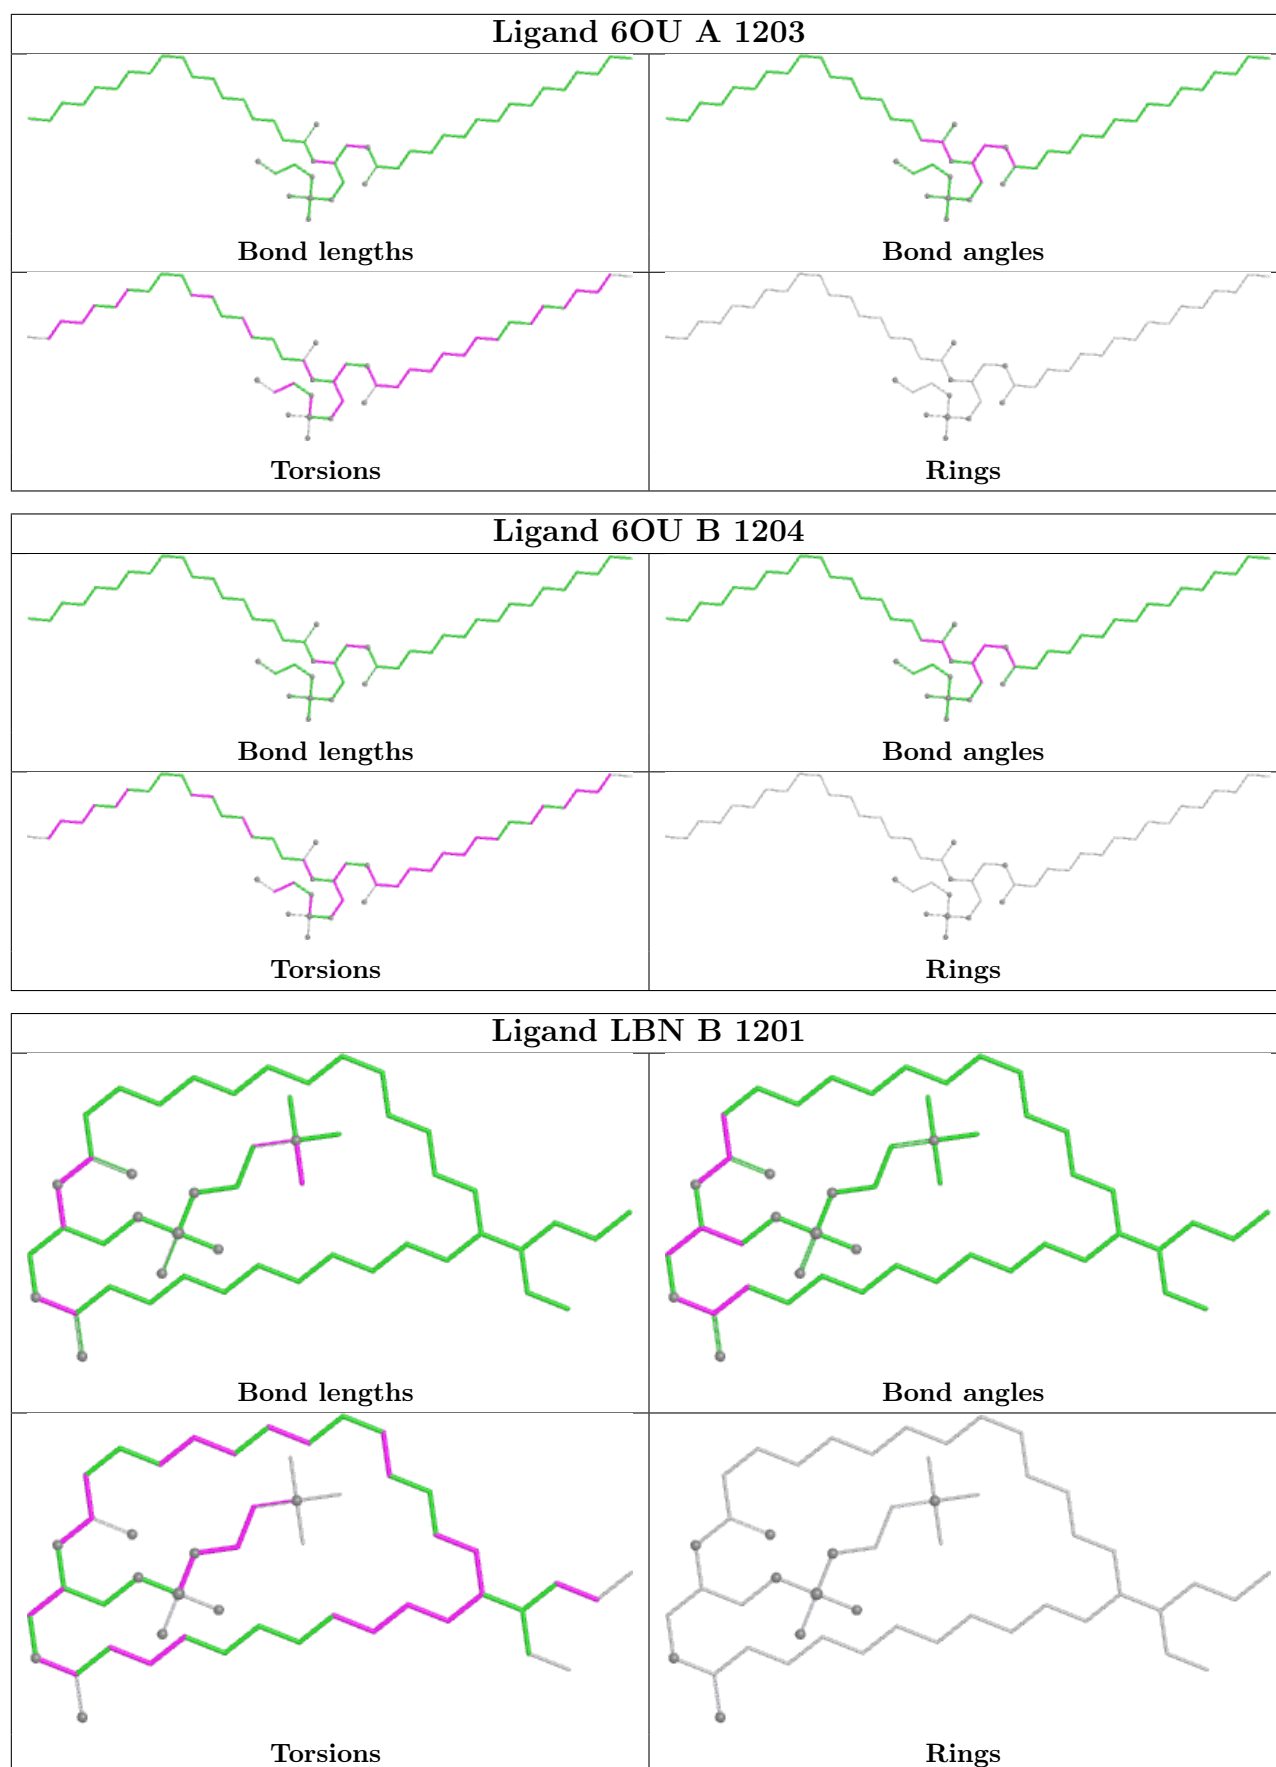 Ligand 6OU A 1203
Bond lengths
Bond angles
Torsions
Rings
Ligand 6OU B 1204
Bond lengths
Bond angles
Torsions
Rings
Ligand LBN B 1201
Bond lengths
Bond angles
Torsions
Rings